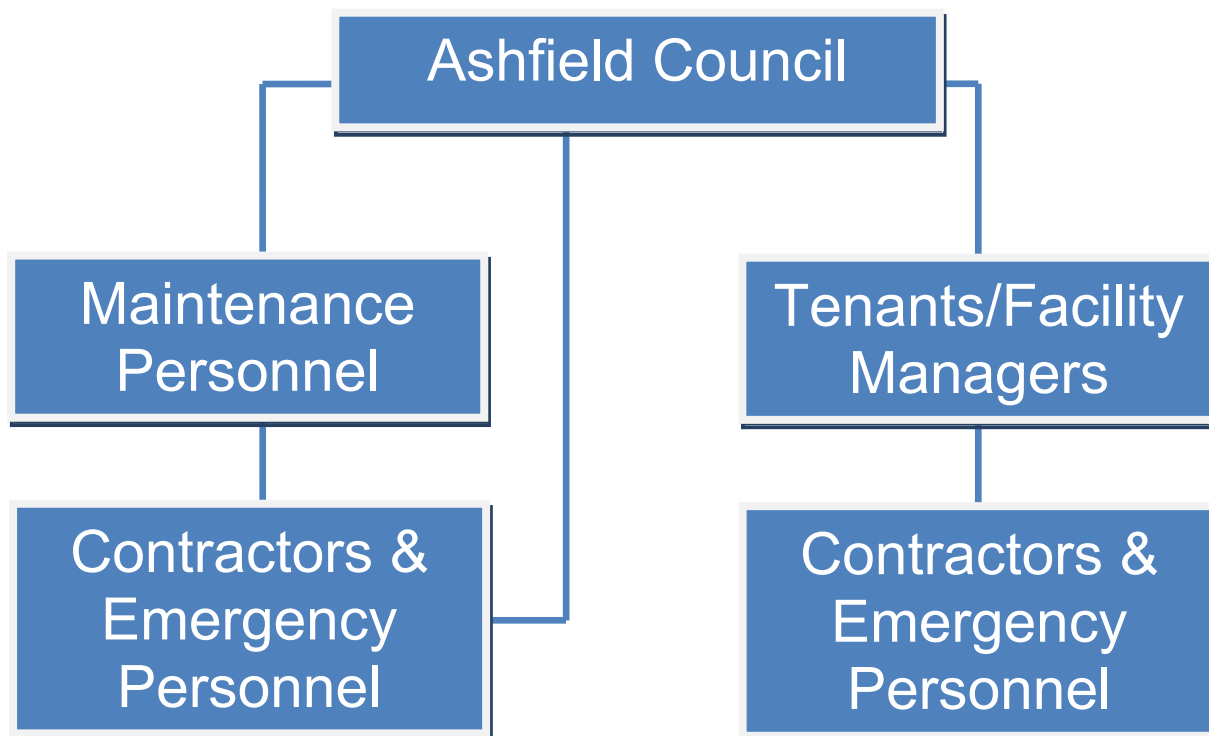 Ashfield Council
Maintenance
Personnel
Tenants/Facility
Managers
Contractors &
Emergency
Personnel
Contractors &
Emergency
Personnel